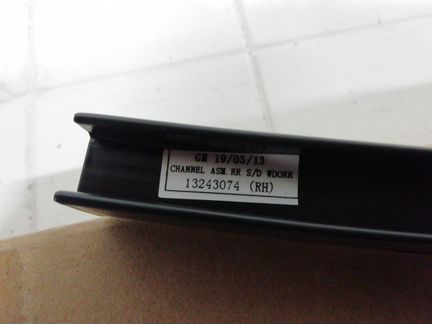 GM 19/03/13
CHANNEL ASM.RR S/D WDORR
13243074 (RH)